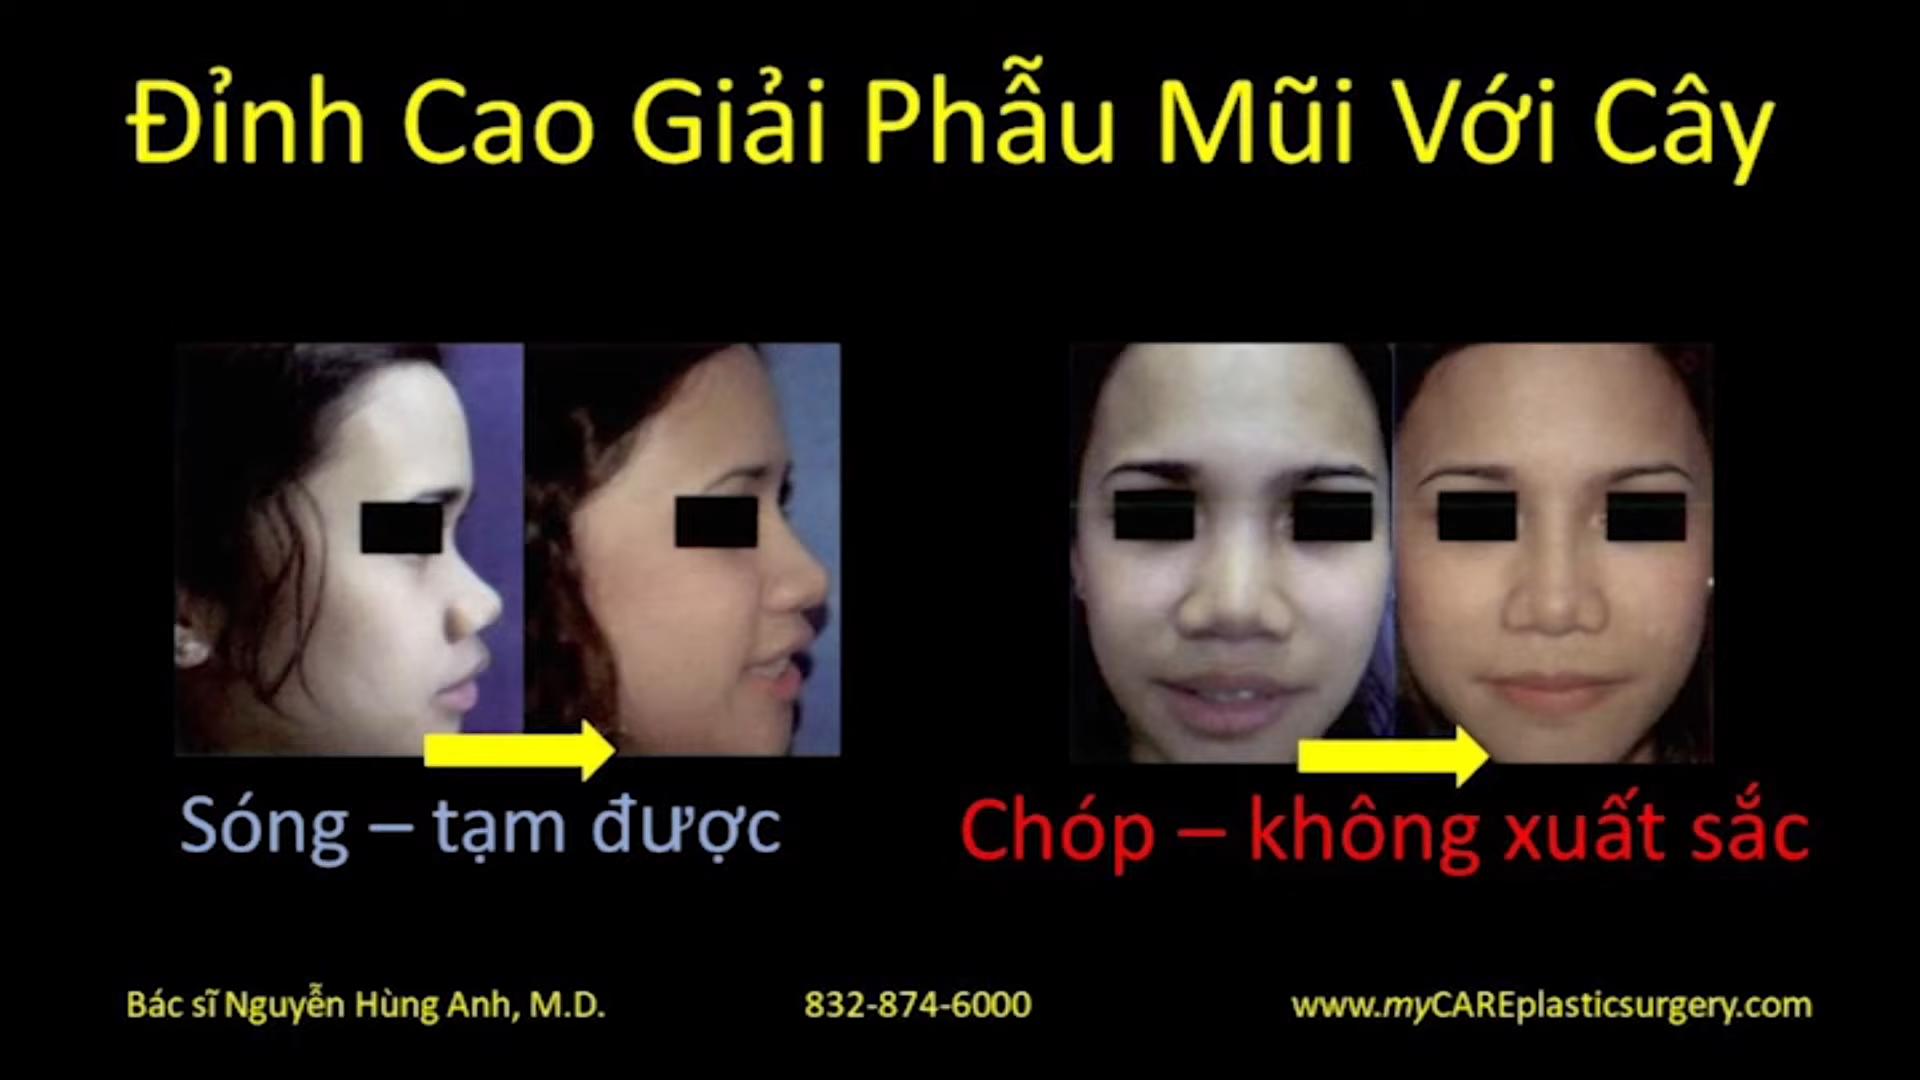 Đỉnh Cao Giải Phẫu Mũi Với Cây
Sóng – tạm được
Chóp – không xuất sắc
Bác sĩ Nguyễn Hùng Anh, M.D.
832-874-6000
www.myCAREplasticsurgery.com